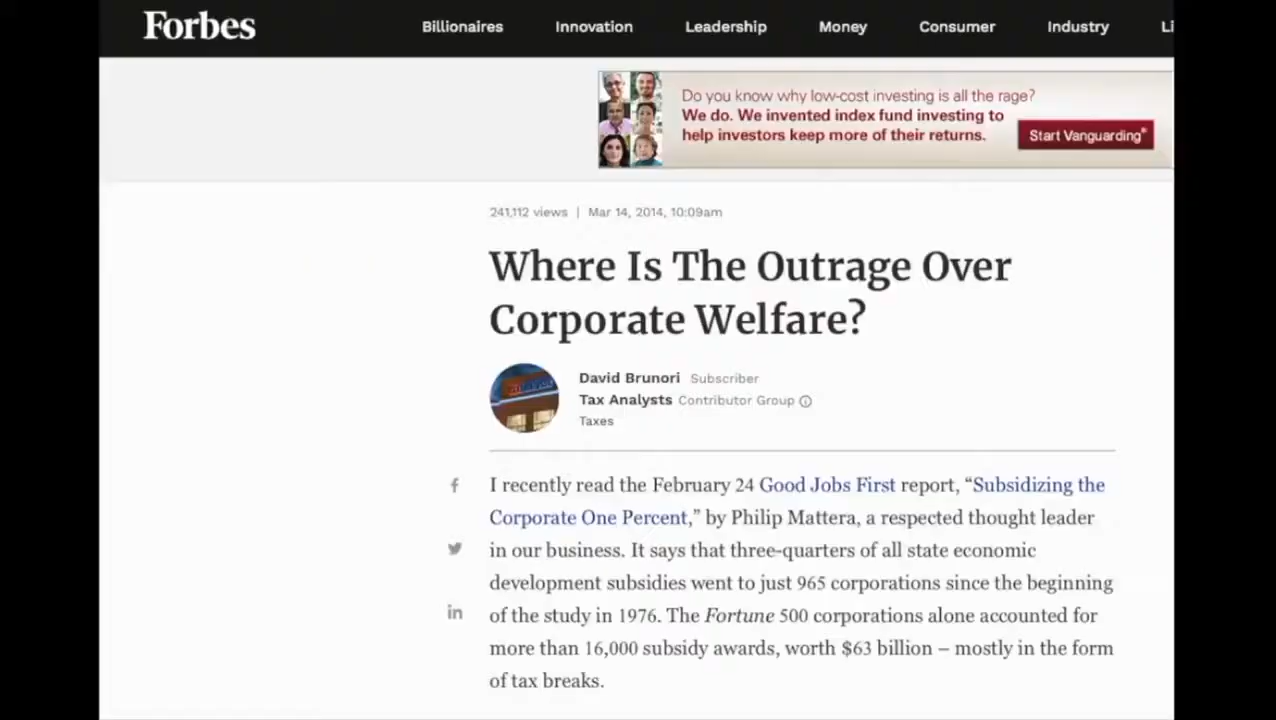 Forbes
Billionaires Innovation Leadership Money Consumer Industry Li
Do you know why low-cost investing is all the rage?
We do. We invented index fund investing to
help investors keep more of their returns.
Start Vanguarding®
241,112 views | Mar 14, 2014, 10:09am
Where Is The Outrage Over
Corporate Welfare?
David Brunori Subscriber
Tax Analysts Contributor Group
Taxes
I recently read the February 24 Good Jobs First report, “Subsidizing the
Corporate One Percent,” by Philip Mattera, a respected thought leader
in our business. It says that three-quarters of all state economic
development subsidies went to just 965 corporations since the beginning
of the study in 1976. The Fortune 500 corporations alone accounted for
more than 16,000 subsidy awards, worth $63 billion – mostly in the form
of tax breaks.